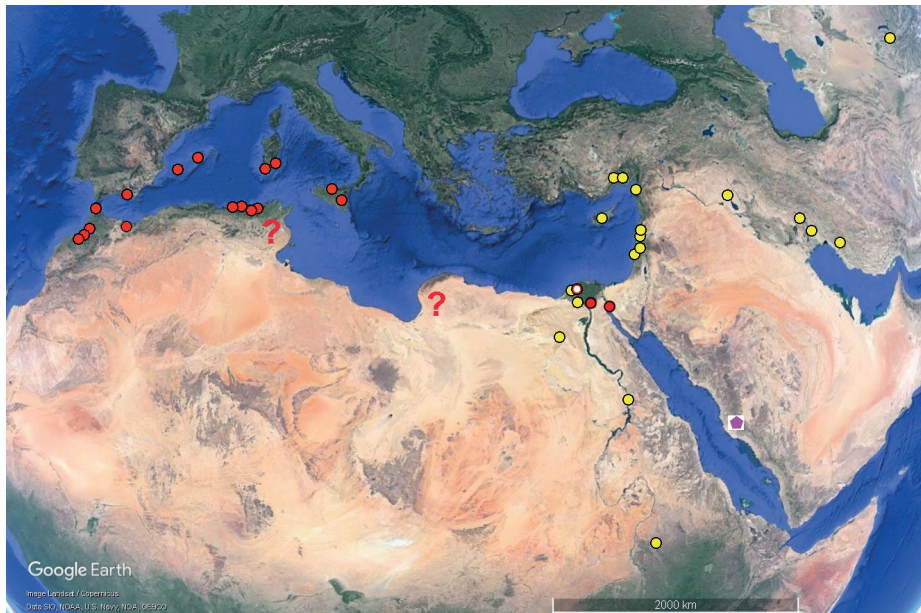 ?
?
Google Earth
Image Landsat / Copernicus
Data SIO, NOAA, U.S. Navy, NGA, GEBCO
2000 km